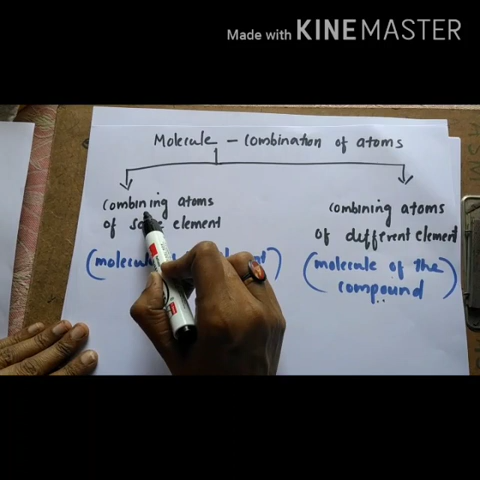 Made with KINEMASTER
Molecule - combination of atoms
combining atoms
of element
(molecule
combining atoms
of different element
(molecule of the
compound)